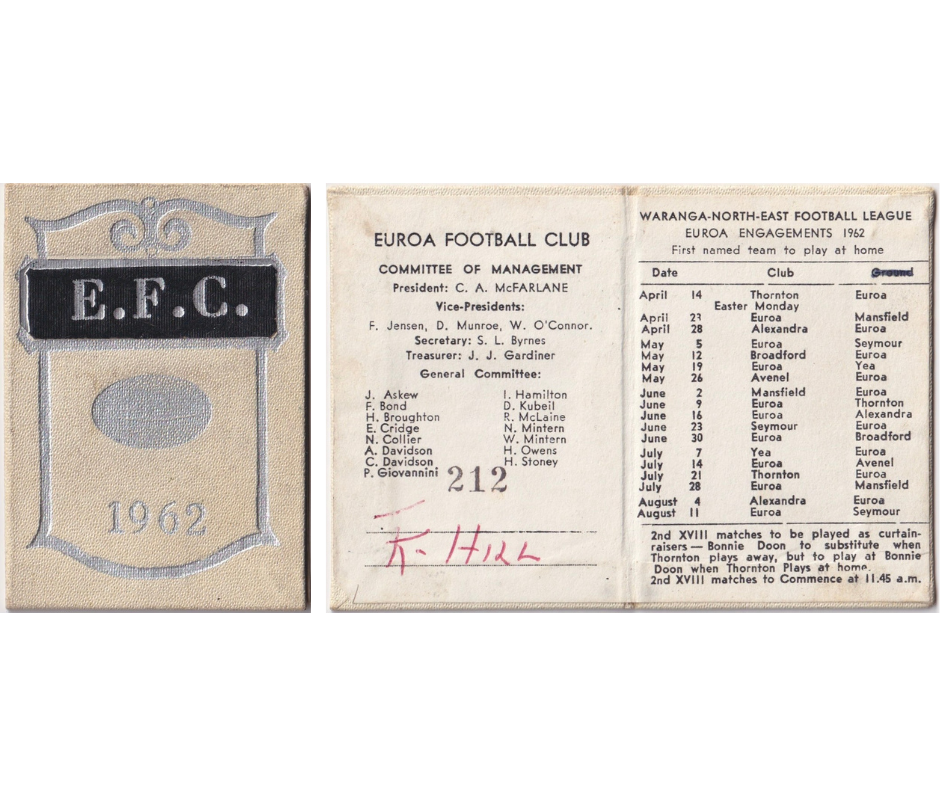 E.F.C.
1962
EUROA FOOTBALL CLUB
COMMITTEE OF MANAGEMENT
President: C. A. McFARLANE
Vice-Presidents:
F. Jensen, D. Munroe, W. O'Connor.
Secretary: S. L. Byrnes
Treasurer: J. J. Gardiner
General Committee:
J. Askew I. Hamilton
F. Bond D. Kubeil
H. Broughton R. McLaine
E. Cridge N. Mintern
N. Collier W. Mintern
A. Davidson H. Owens
C. Davidson H. Stoney
P. Giovannini
212
K. HILL
WARANGA-NORTH-EAST FOOTBALL LEAGUE
EUROA ENGAGEMENTS 1962
First named team to play at home
Date Club Ground
April 14 Thornton Euroa
Easter Monday
April 23 Euroa Mansfield
April 28 Alexandra Euroa
May 5 Euroa Seymour
May 12 Broadford Euroa
May 19 Euroa Yea
May 26 Avenel Euroa
June 2 Mansfield Euroa
June 9 Euroa Thornton
June 16 Euroa Alexandra
June 23 Seymour Euroa
June 30 Euroa Broadford
July 7 Yea Euroa
July 14 Euroa Avenel
July 21 Thornton Euroa
July 28 Euroa Mansfield
August 4 Alexandra Euroa
August 11 Euroa Seymour
2nd XVIII matches to be played as curtain-
raisers — Bonnie Doon to substitute when
Thornton plays away, but to play at Bonnie
Doon when Thornton Plays at home.
2nd XVIII matches to Commence at 11.45 a.m.